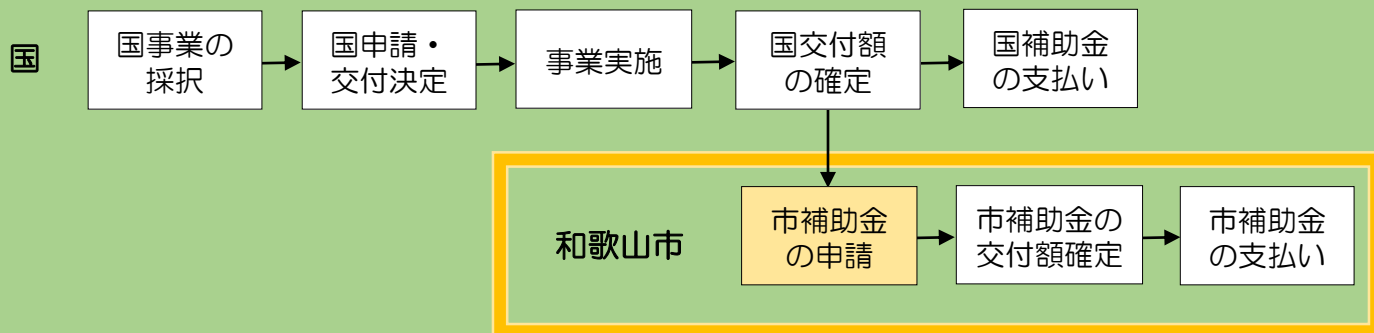 国
国事業の
採択
国申請・
交付決定
事業実施
国交付額
の確定
国補助金
の支払い
和歌山市
市補助金
の申請
市補助金の
交付額確定
市補助金
の支払い